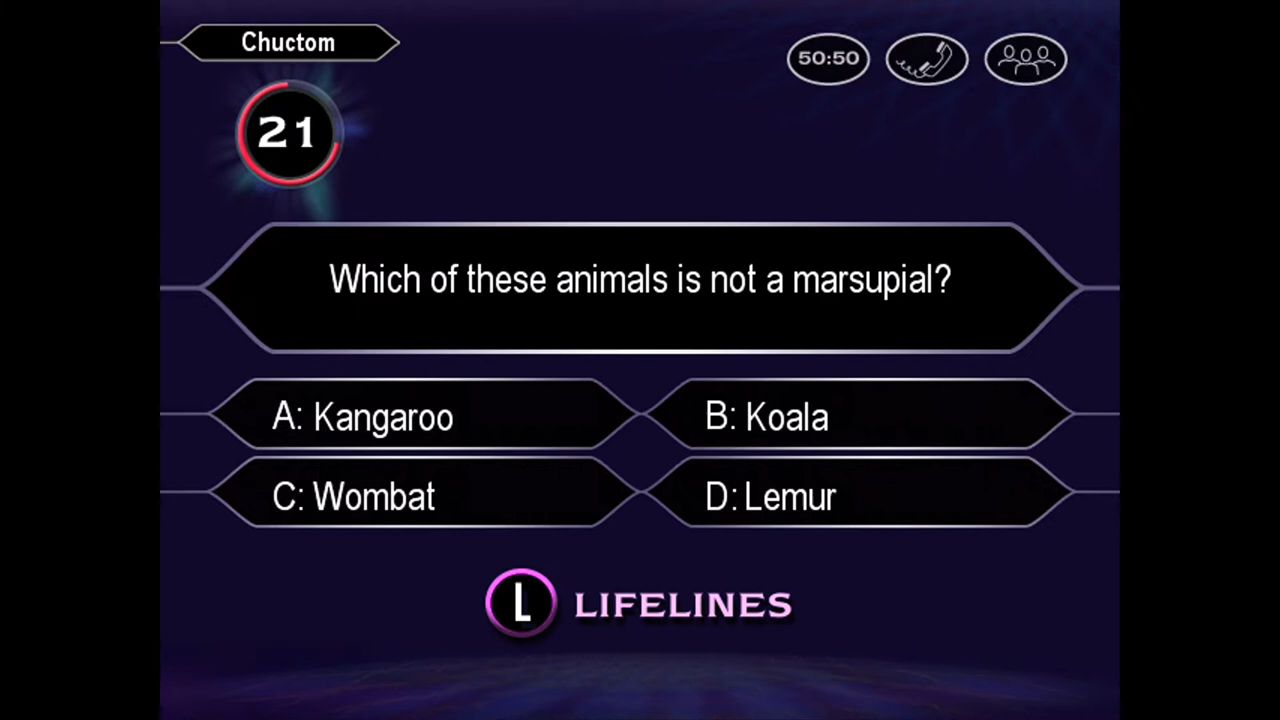 Chuctom
50:50
21
Which of these animals is not a marsupial?
A: Kangaroo
B: Koala
C: Wombat
D: Lemur
L LIFELINES